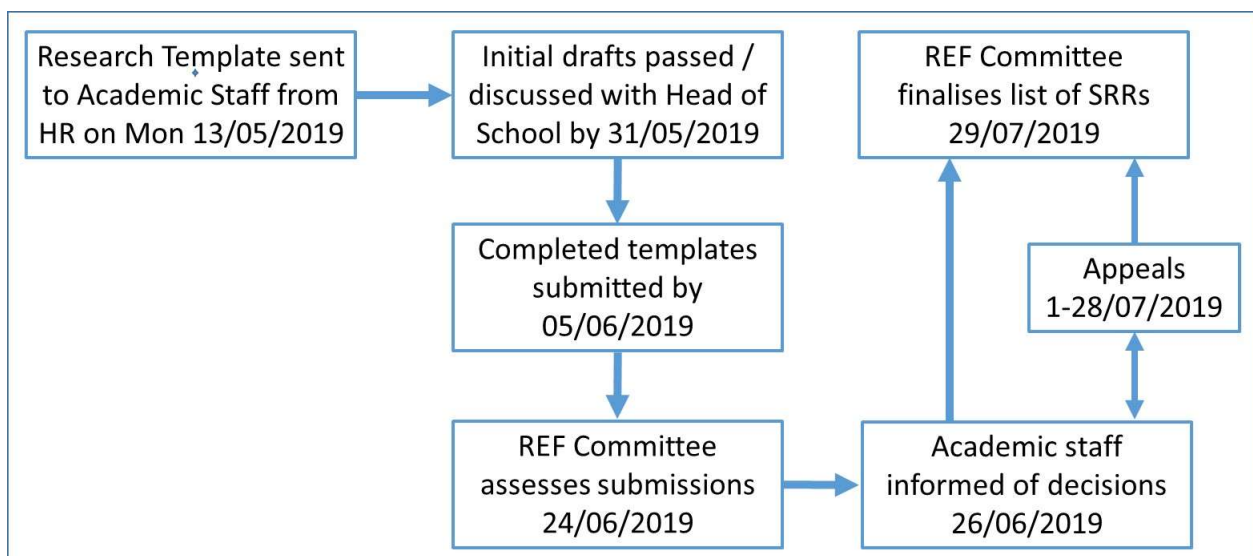 Research Template sent
to Academic Staff from
HR on Mon 13/05/2019
Initial drafts passed /
discussed with Head of
School by 31/05/2019
Completed templates
submitted by
05/06/2019
REF Committee
assesses submissions
24/06/2019
Academic staff
informed of decisions
26/06/2019
Appeals
1-28/07/2019
REF Committee
finalises list of SRRs
29/07/2019